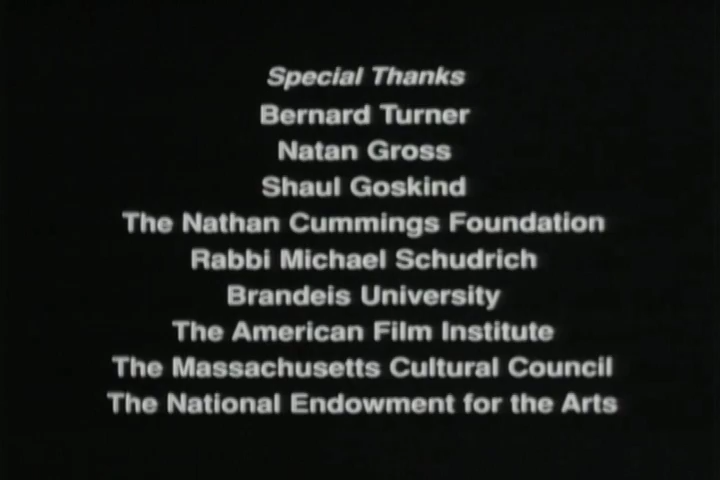 Special Thanks
Bernard Turner
Natan Gross
Shaul Goskind
The Nathan Cummings Foundation
Rabbi Michael Schudrich
Brandeis University
The American Film Institute
The Massachusetts Cultural Council
The National Endowment for the Arts